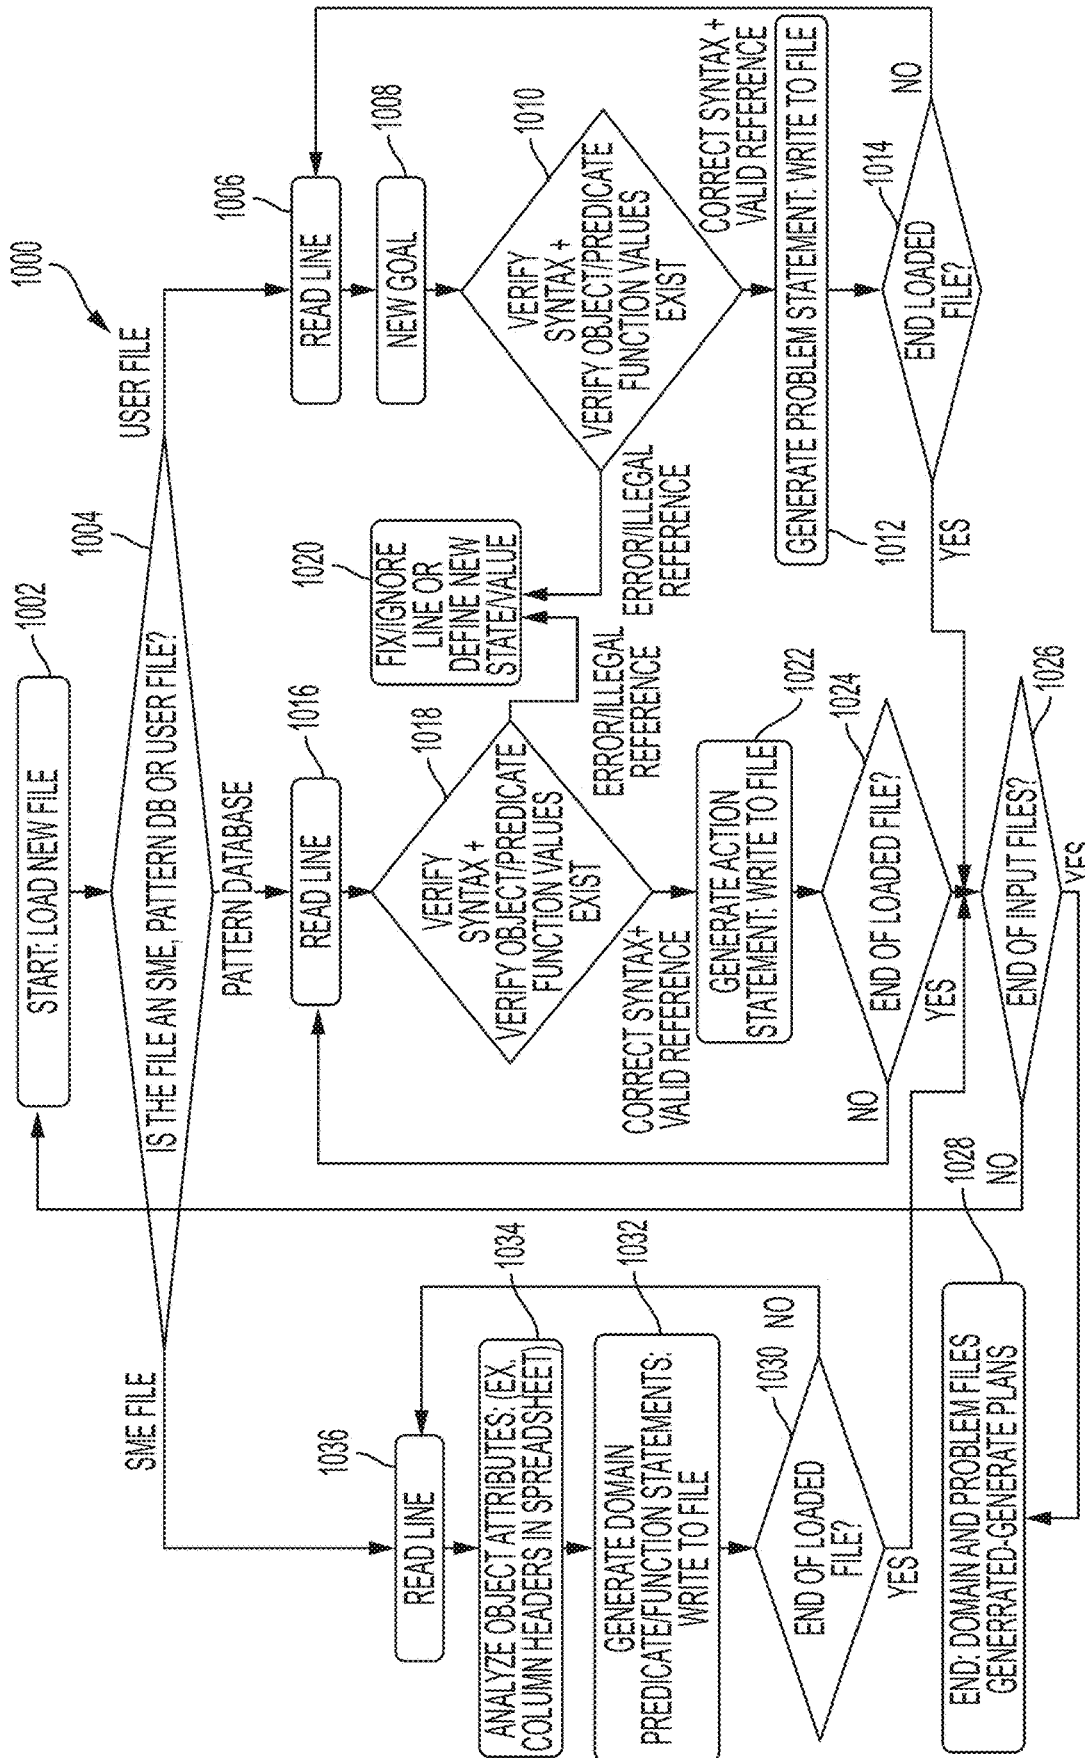 1000
START. LOAD NEW FILE
1002
IS THE FILE AN SME, PATTERN DB OR USER FILE?
1004
SME FILE
PATTERN DATABASE
USER FILE
READ LINE
1036
ANALYZE OBJECT ATTRIBUTES: (EX.
COLUMN HEADERS IN SPREADSHEET)
1034
GENERATE DOMAIN
PREDICATE/FUNCTION STATEMENTS:
WRITE TO FILE
1032
END OF LOADED
FILE?
1030
NO
YES
READ LINE
1016
VERIFY
SYNTAX +
VERIFY OBJECT/PREDICATE
FUNCTION VALUES
EXIST
1018
ERROR/ILLEGAL
REFERENCE
FIX/IGNORE
LINE OR
DEFINE NEW
STATE/VALUE
1020
CORRECT SYNTAX+
VALID REFERENCE
GENERATE ACTION
STATEMENT. WRITE TO FILE
1022
END OF LOADED FILE?
1024
NO
YES
READ LINE
1006
NEW GOAL
1008
VERIFY
SYNTAX +
VERIFY OBJECT/PREDICATE
FUNCTION VALUES
EXIST
1010
ERROR/ILLEGAL
REFERENCE
CORRECT SYNTAX +
VALID REFERENCE
GENERATE PROBLEM STATEMENT. WRITE TO FILE
1012
END LOADED
FILE?
1014
NO
YES
END OF INPUT FILES?
1026
NO
YES
END: DOMAIN AND PROBLEM FILES
GENERRATED-GENERATE PLANS
1028